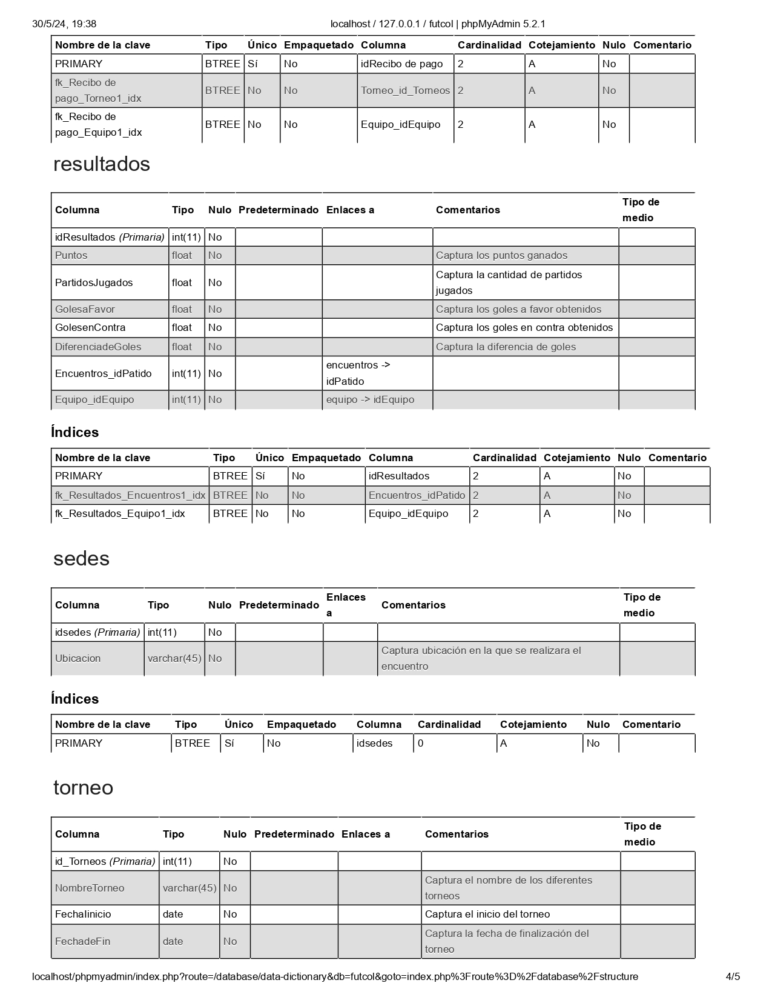 30/5/24, 19:38 localhost / 127.0.0.1 / futcol | phpMyAdmin 5.2.1
Nombre de la clave Tipo Único Empaquetado Columna Cardinalidad Cotejamiento Nulo Comentario
PRIMARY BTREE Sí No idRecibo de pago 2 A No
fk_Recibo de
pago_Torneo1_idx BTREE No No Torneo_id_Torneos 2 A No
fk_Recibo de
pago_Equipo1_idx BTREE No No Equipo_idEquipo 2 A No
resultados
Columna Tipo Nulo Predeterminado Enlaces a Comentarios Tipo de
medio
idResultados (Primaria) int(11) No
Puntos float No Captura los puntos ganados
PartidosJugados float No Captura la cantidad de partidos
jugados
GolesaFavor float No Captura los goles a favor obtenidos
GolesenContra float No Captura los goles en contra obtenidos
DiferenciadeGoles float No Captura la diferencia de goles
Encuentros_idPatido int(11) No encuentros ->
idPatido
Equipo_idEquipo int(11) No equipo -> idEquipo
Índices
Nombre de la clave Tipo Único Empaquetado Columna Cardinalidad Cotejamiento Nulo Comentario
PRIMARY BTREE Sí No idResultados 2 A No
fk_Resultados_Encuentros1_idx BTREE No No Encuentros_idPatido 2 A No
fk_Resultados_Equipo1_idx BTREE No No Equipo_idEquipo 2 A No
sedes
Columna Tipo Nulo Predeterminado Enlaces
a Comentarios Tipo de
medio
idsedes (Primaria) int(11) No
Ubicacion varchar(45) No Captura ubicación en la que se realizara el
encuentro
Índices
Nombre de la clave Tipo Único Empaquetado Columna Cardinalidad Cotejamiento Nulo Comentario
PRIMARY BTREE Sí No idsedes 0 A No
torneo
Columna Tipo Nulo Predeterminado Enlaces a Comentarios Tipo de
medio
id_Torneos (Primaria) int(11) No
NombreTorneo varchar(45) No Captura el nombre de los diferentes
torneos
FechaIinicio date No Captura el inicio del torneo
FechadeFin date No Captura la fecha de finalización del
torneo
localhost/phpmyadmin/index.php?route=/database/data-dictionary&db=futcol&goto=index.php%3Froute%3D%2Fdatabase%2Fstructure 4/5